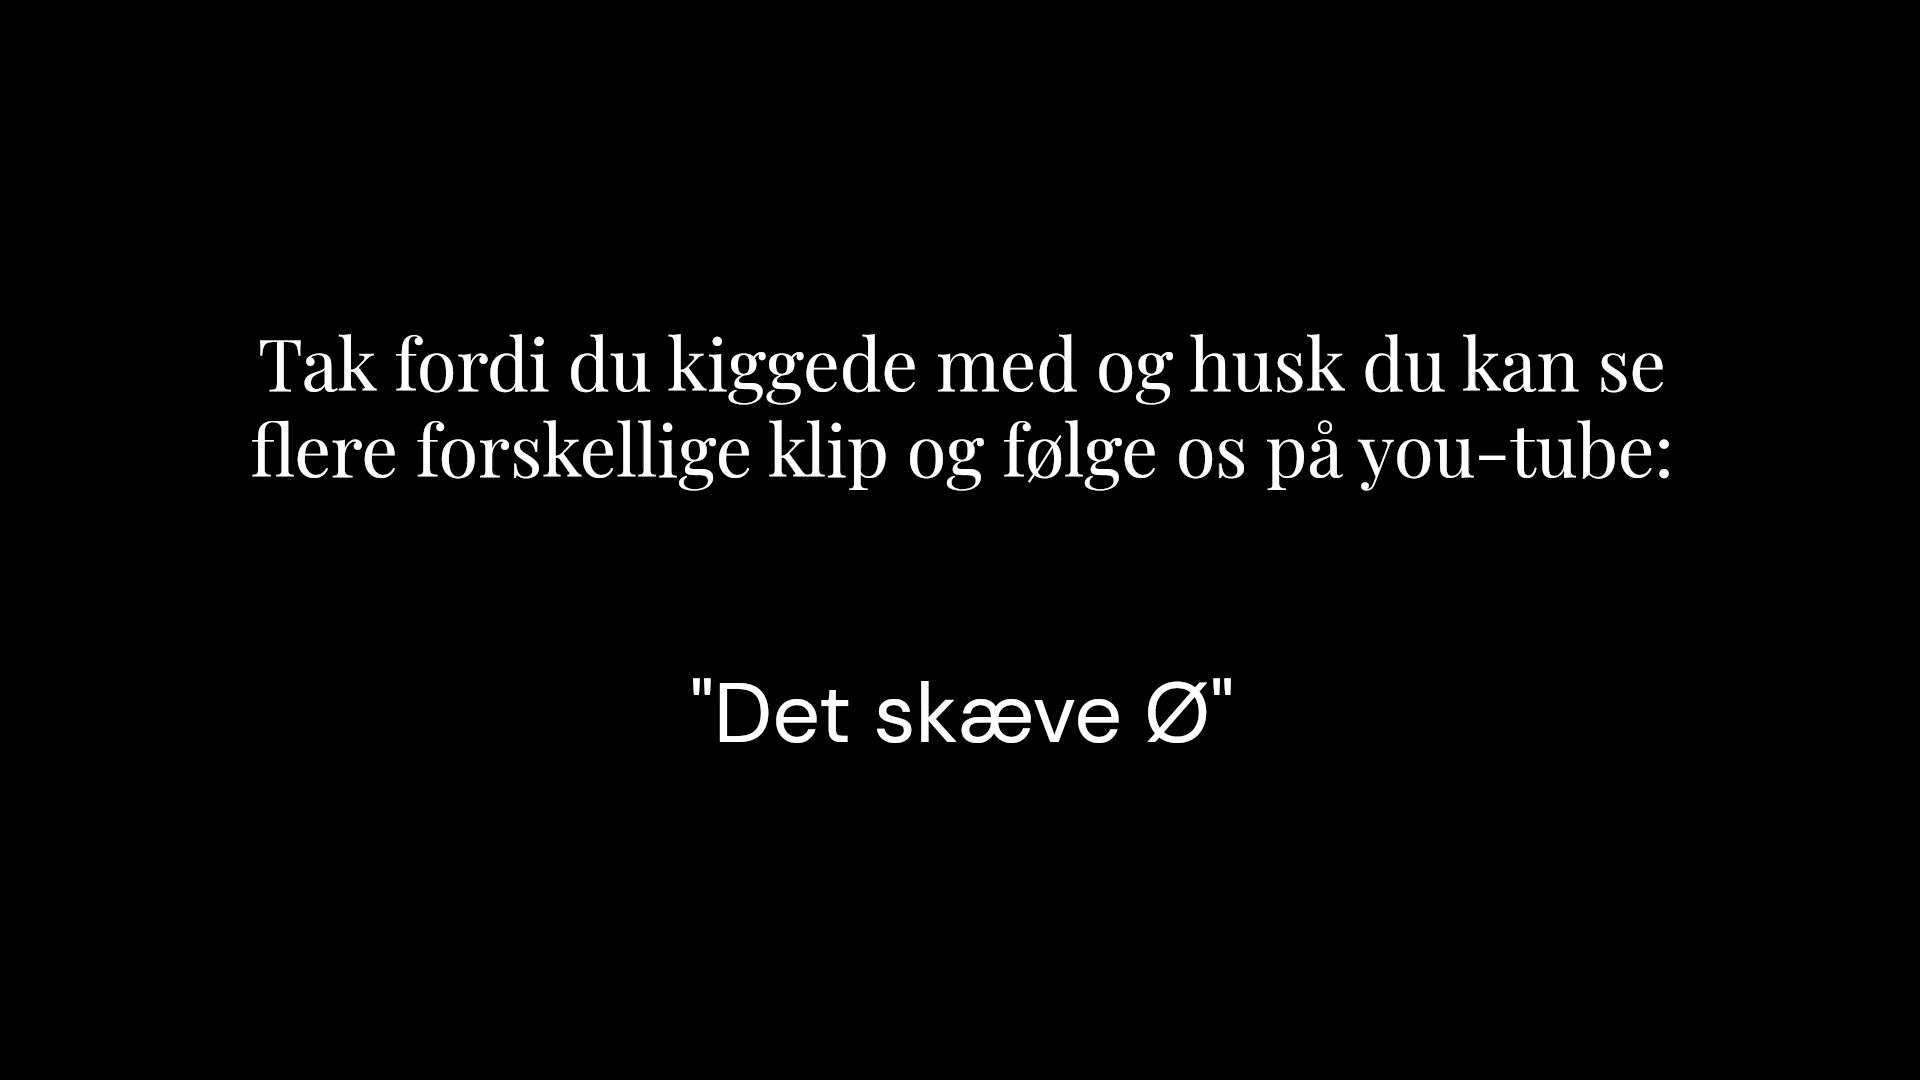 Tak fordi du kiggede med og husk du kan se
flere forskellige klip og følge os på you-tube:
"Det skæve Ø"